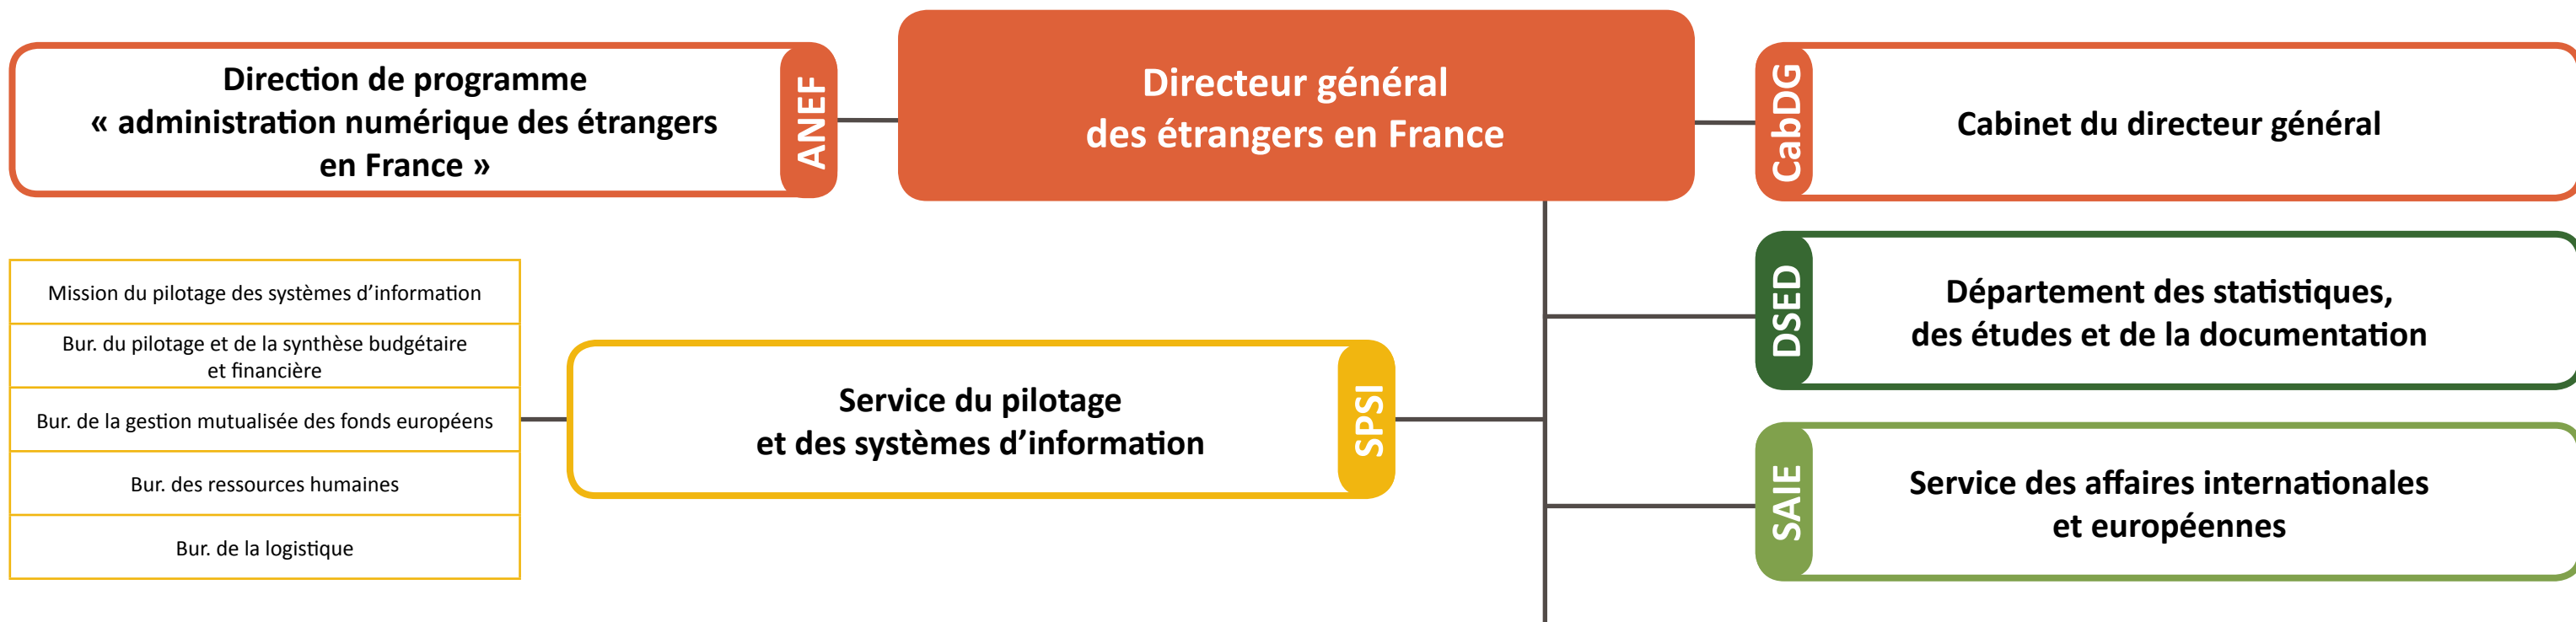 Direction de programme
« administration numérique des étrangers
en France »
ANEF
Directeur général
des étrangers en France
CabDG
Cabinet du directeur général
Mission du pilotage des systèmes d’information
Bur. du pilotage et de la synthèse budgétaire
et financière
Bur. de la gestion mutualisée des fonds européens
Bur. des ressources humaines
Bur. de la logistique
Service du pilotage
et des systèmes d’information
SPSI
DSED
Département des statistiques,
des études et de la documentation
SAIE
Service des affaires internationales
et européennes